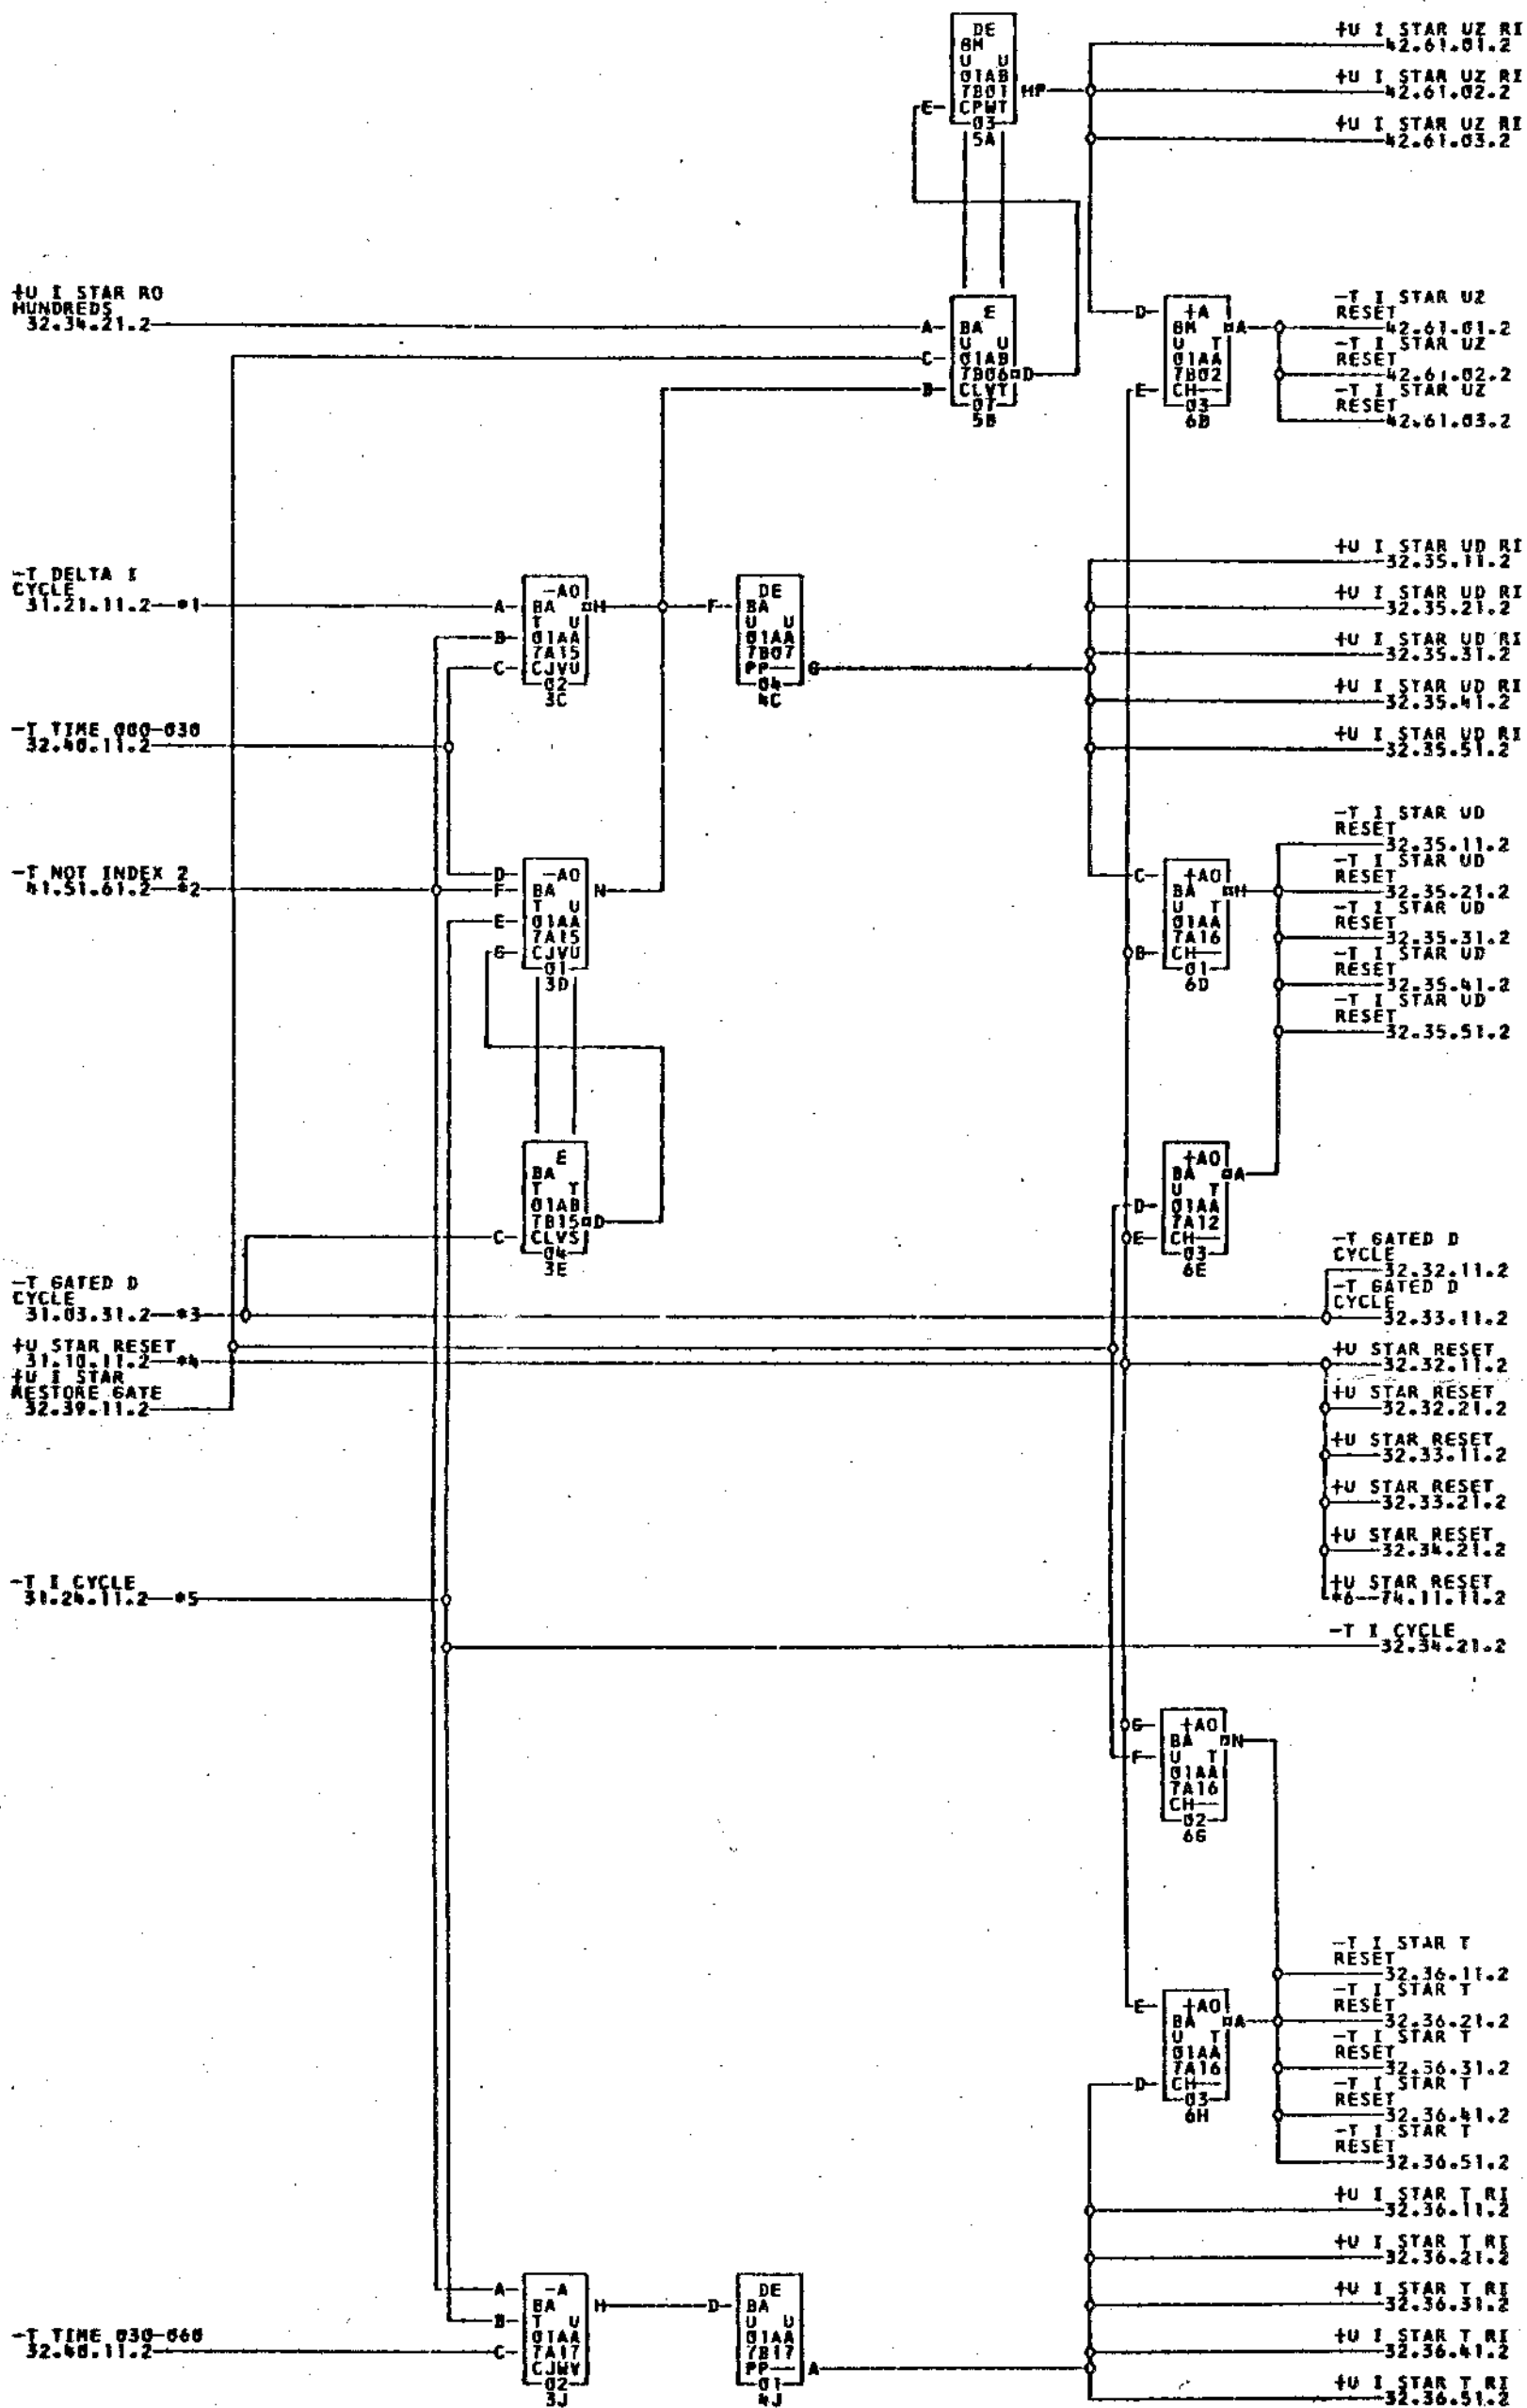 DE
BM
U U
01AB
7B01 MP
E CPWT
03
5A
+U I STAR UZ RI
42.61.01.2
+U I STAR UZ RI
42.61.02.2
+U I STAR UZ RI
42.61.03.2
+U I STAR RO
HUNDREDS
32.34.21.2
A E
BA
U U
C 01AB
7B06 D
B CLVT
07
5B
D +A
BM A
U T
01AA
7B02
E CH--
03
6B
-T I STAR UZ
RESET
42.61.01.2
-T I STAR UZ
RESET
42.61.02.2
-T I STAR UZ
RESET
42.61.03.2
-T DELTA I
CYCLE
31.21.11.2--*1
-AO
A BA H
T U
B 01AA
7A15
C CJVU
02
3C
DE
F BA
U U
01AA
7B07
PP-- G
04
4C
+U I STAR UD RI
32.35.11.2
+U I STAR UD RI
32.35.21.2
+U I STAR UD RI
32.35.31.2
+U I STAR UD RI
32.35.41.2
+U I STAR UD RI
32.35.51.2
-T TIME 000-030
32.40.11.2
-T NOT INDEX 2
41.51.61.2--*2
D -AO
F BA N
T U
E 01AA
7A15
G CJVU
01
3D
C +AO
BA H
U T
01AA
7A16
B CH--
01
6D
-T I STAR UD
RESET
32.35.11.2
-T I STAR UD
RESET
32.35.21.2
-T I STAR UD
RESET
32.35.31.2
-T I STAR UD
RESET
32.35.41.2
-T I STAR UD
RESET
32.35.51.2
E
BA
T T
01AB
7B15 D
C CLVS
04
3E
+AO
BA A
U T
D 01AA
7A12
E CH--
03
6E
-T GATED D
CYCLE
31.03.31.2--*3
-T GATED D
CYCLE
32.32.11.2
-T GATED D
CYCLE
32.33.11.2
+U STAR RESET
31.10.11.2--*4
+U I STAR
RESTORE GATE
32.39.11.2
+U STAR RESET
32.32.11.2
+U STAR RESET
32.32.21.2
+U STAR RESET
32.33.11.2
+U STAR RESET
32.33.21.2
+U STAR RESET
32.34.21.2
+U STAR RESET
*6--74.11.11.2
-T I CYCLE
31.24.11.2--*5
-T I CYCLE
32.34.21.2
G +AO
BA N
F U T
01AA
7A16
CH--
02
6G
E +AO
BA A
U T
01AA
7A16
D CH--
03
6H
-T I STAR T
RESET
32.36.11.2
-T I STAR T
RESET
32.36.21.2
-T I STAR T
RESET
32.36.31.2
-T I STAR T
RESET
32.36.41.2
-T I STAR T
RESET
32.36.51.2
-T TIME 030-060
32.40.11.2
A -A
BA H
B T U
01AA
7A17
C CJWV
02
3J
DE
D BA
U U
01AA
7B17
PP-- A
01
4J
+U I STAR T RI
32.36.11.2
+U I STAR T RI
32.36.21.2
+U I STAR T RI
32.36.31.2
+U I STAR T RI
32.36.41.2
+U I STAR T RI
32.36.51.2